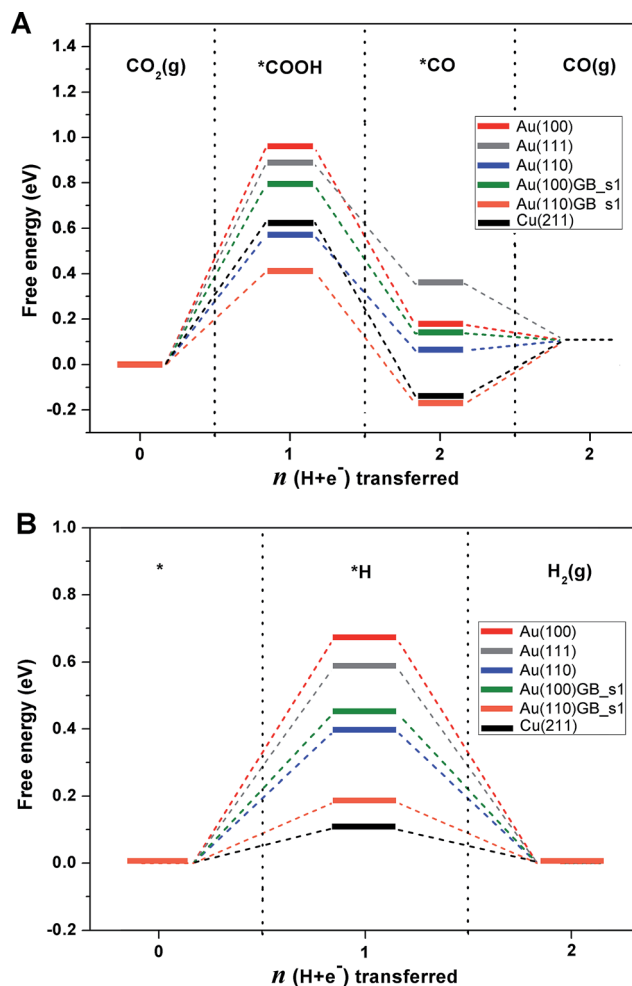 A
CO₂(g) *COOH *CO CO(g)
Free energy (eV)
1.4
1.2
1.0
0.8
0.6
0.4
0.2
0.0
-0.2
Au(100)
Au(111)
Au(110)
Au(100)GB_s1
Au(110)GB s1
Cu(211)
0 1 2 2
n (H+e⁻) transferred
B
* *H H₂(g)
Free energy (eV)
1.0
0.8
0.6
0.4
0.2
0.0
-0.2
Au(100)
Au(111)
Au(110)
Au(100)GB_s1
Au(110)GB_s1
Cu(211)
0 1 2
n (H+e⁻) transferred